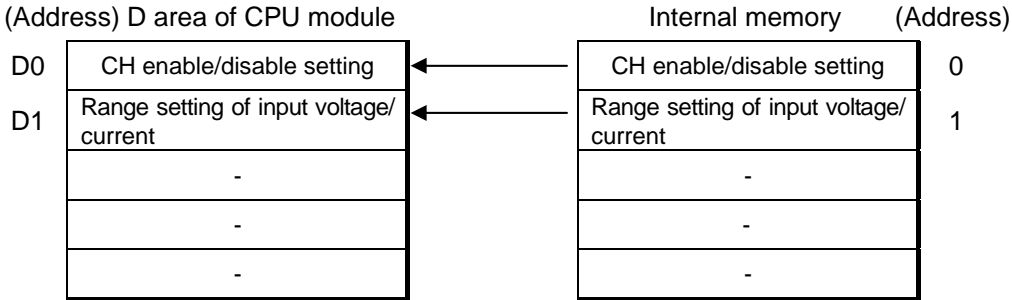 (Address) D area of CPU module Internal memory (Address)
D0 CH enable/disable setting CH enable/disable setting 0
D1 Range setting of input voltage/ current Range setting of input voltage/ current 1
- -
- -
- -